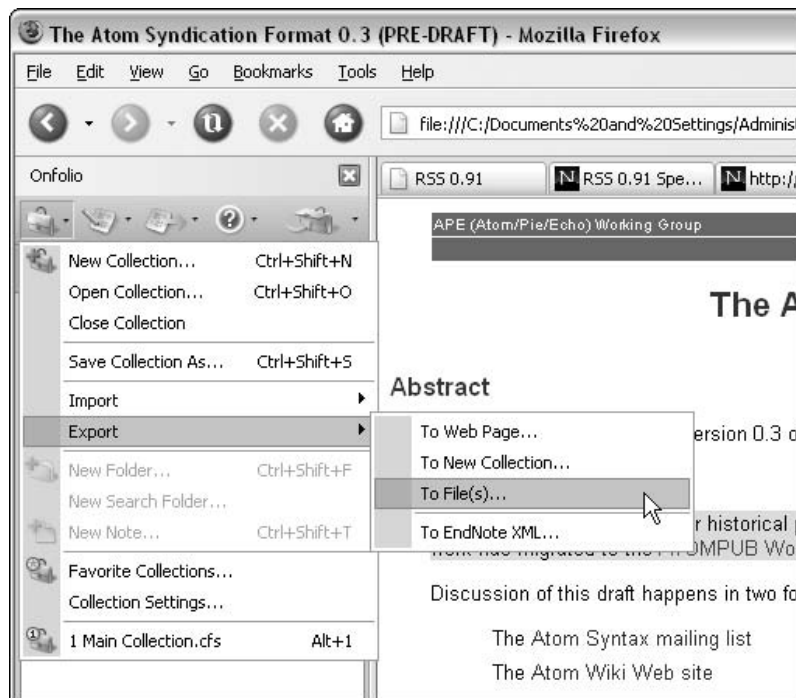 The Atom Syndication Format 0.3 (PRE-DRAFT) - Mozilla Firefox
File Edit View Go Bookmarks Tools Help
file:///C:/Documents%20and%20Settings/Adminis
Onfolio
RSS 0.91
RSS 0.91 Spe...
http:/
New Collection... Ctrl+Shift+N
Open Collection... Ctrl+Shift+O
Close Collection
Save Collection As... Ctrl+Shift+S
Import
Export
New Folder... Ctrl+Shift+F
New Search Folder...
New Note... Ctrl+Shift+T
Favorite Collections...
Collection Settings...
1 Main Collection.cfs Alt+1
To Web Page...
To New Collection...
To File(s)...
To EndNote XML...
APE (Atom/Pie/Echo) Working Group
The A
Abstract
ersion 0.3 o
r historical
OMPUB Wo
Discussion of this draft happens in two fo
The Atom Syntax mailing list
The Atom Wiki Web site